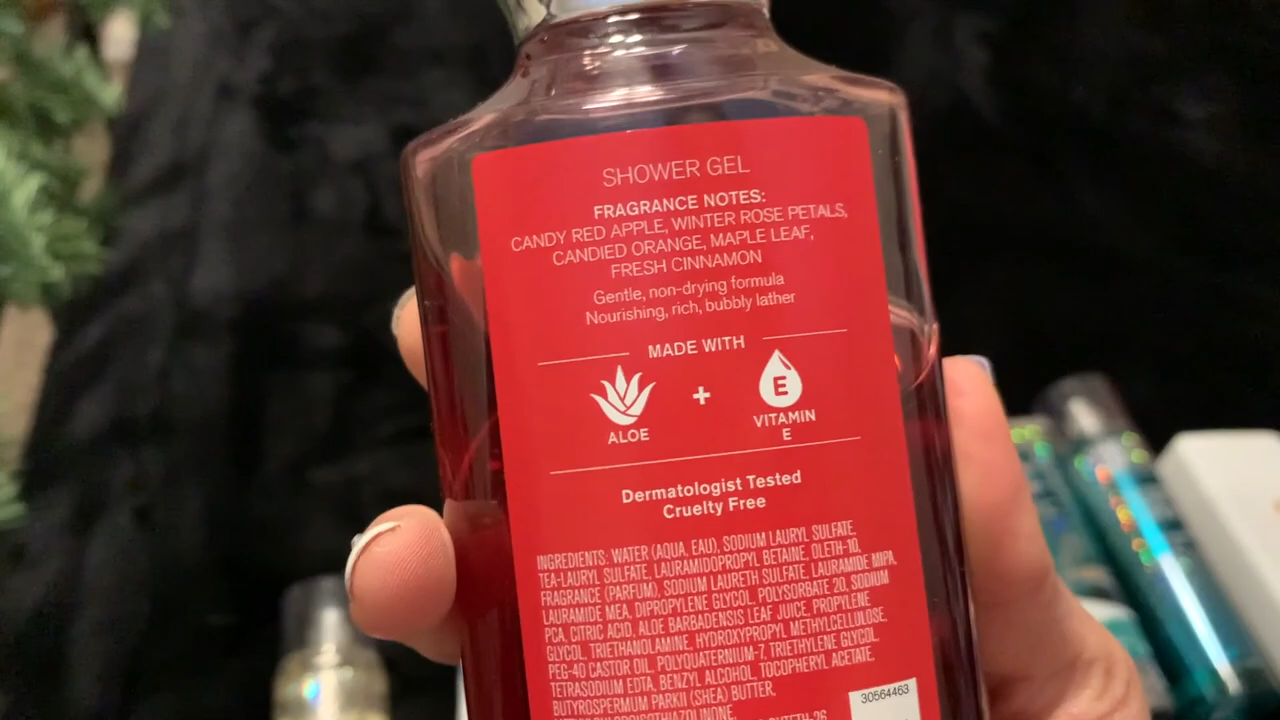 SHOWER GEL
FRAGRANCE NOTES:
CANDY RED APPLE, WINTER ROSE PETALS,
CANDIED ORANGE, MAPLE LEAF,
FRESH CINNAMON
Gentle, non-drying formula
Nourishing, rich, bubbly lather
MADE WITH
ALOE
+
E
VITAMIN
E
Dermatologist Tested
Cruelty Free
INGREDIENTS: WATER (AQUA, EAU), SODIUM LAURYL SULFATE,
TEA-LAURYL SULFATE, LAURAMIDOPROPYL BETAINE, OLETH-10,
FRAGRANCE (PARFUM), SODIUM LAURETH SULFATE, LAURAMIDE MIPA,
LAURAMIDE MEA, DIPROPYLENE GLYCOL, POLYSORBATE 20, SODIUM
PCA, CITRIC ACID, ALOE BARBADENSIS LEAF JUICE, PROPYLENE
GLYCOL, TRIETHANOLAMINE, HYDROXYPROPYL METHYLCELLULOSE,
PEG-40 CASTOR OIL, POLYQUATERNIUM-7, TRIETHYLENE GLYCOL,
TETRASODIUM EDTA, BENZYL ALCOHOL, TOCOPHERYL ACETATE,
BUTYROSPERMUM PARKII (SHEA) BUTTER,
30564463